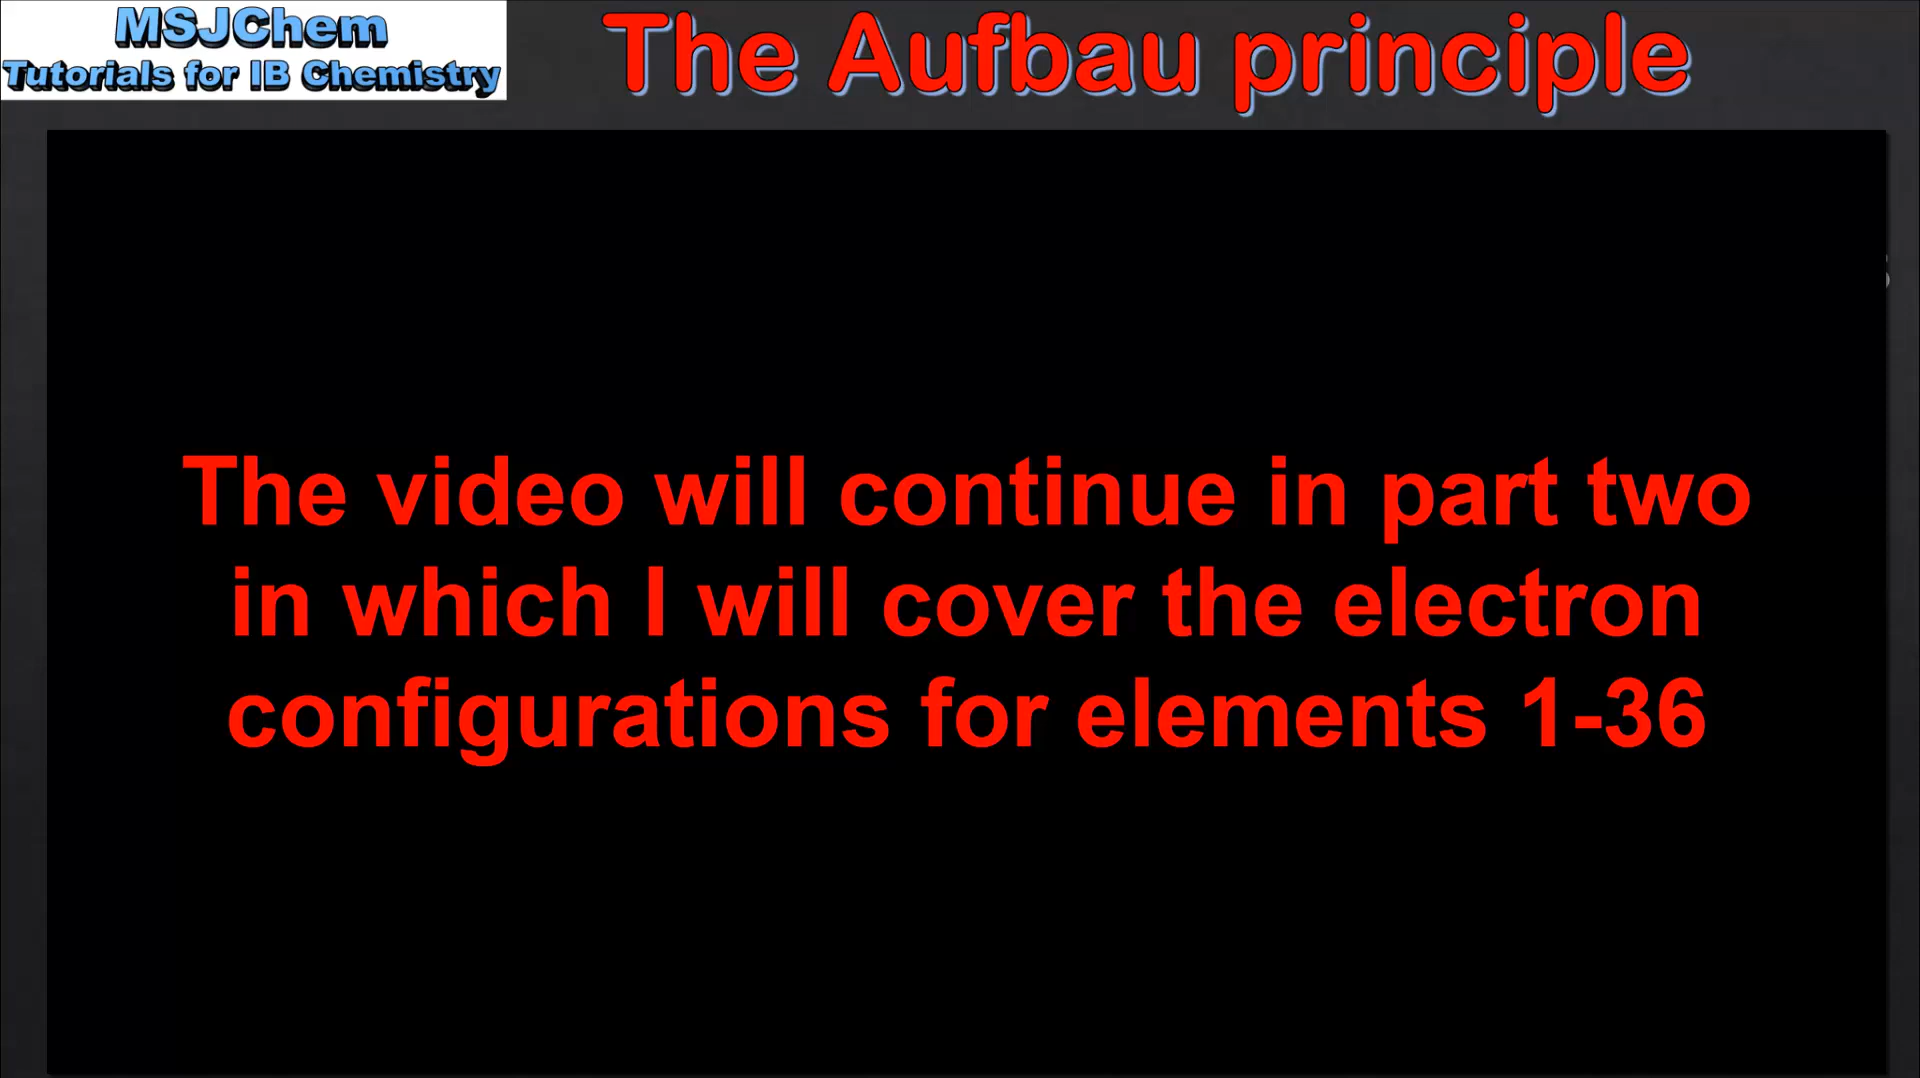 MSJChem
Tutorials for IB Chemistry
The Aufbau principle
The video will continue in part two
in which I will cover the electron
configurations for elements 1-36